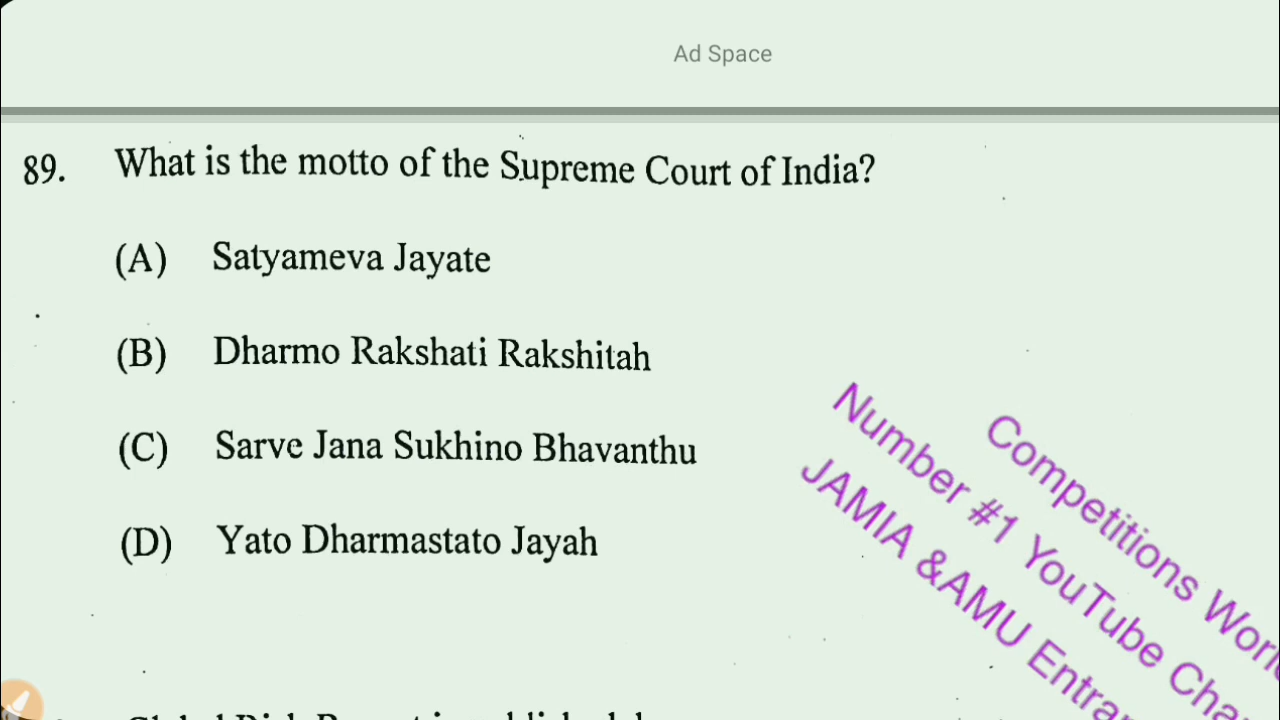 Ad Space
89. What is the motto of the Supreme Court of India?
(A) Satyameva Jayate
(B) Dharmo Rakshati Rakshitah
(C) Sarve Jana Sukhino Bhavanthu
(D) Yato Dharmastato Jayah
Competitions
Number #1 YouTube
JAMIA &AMU